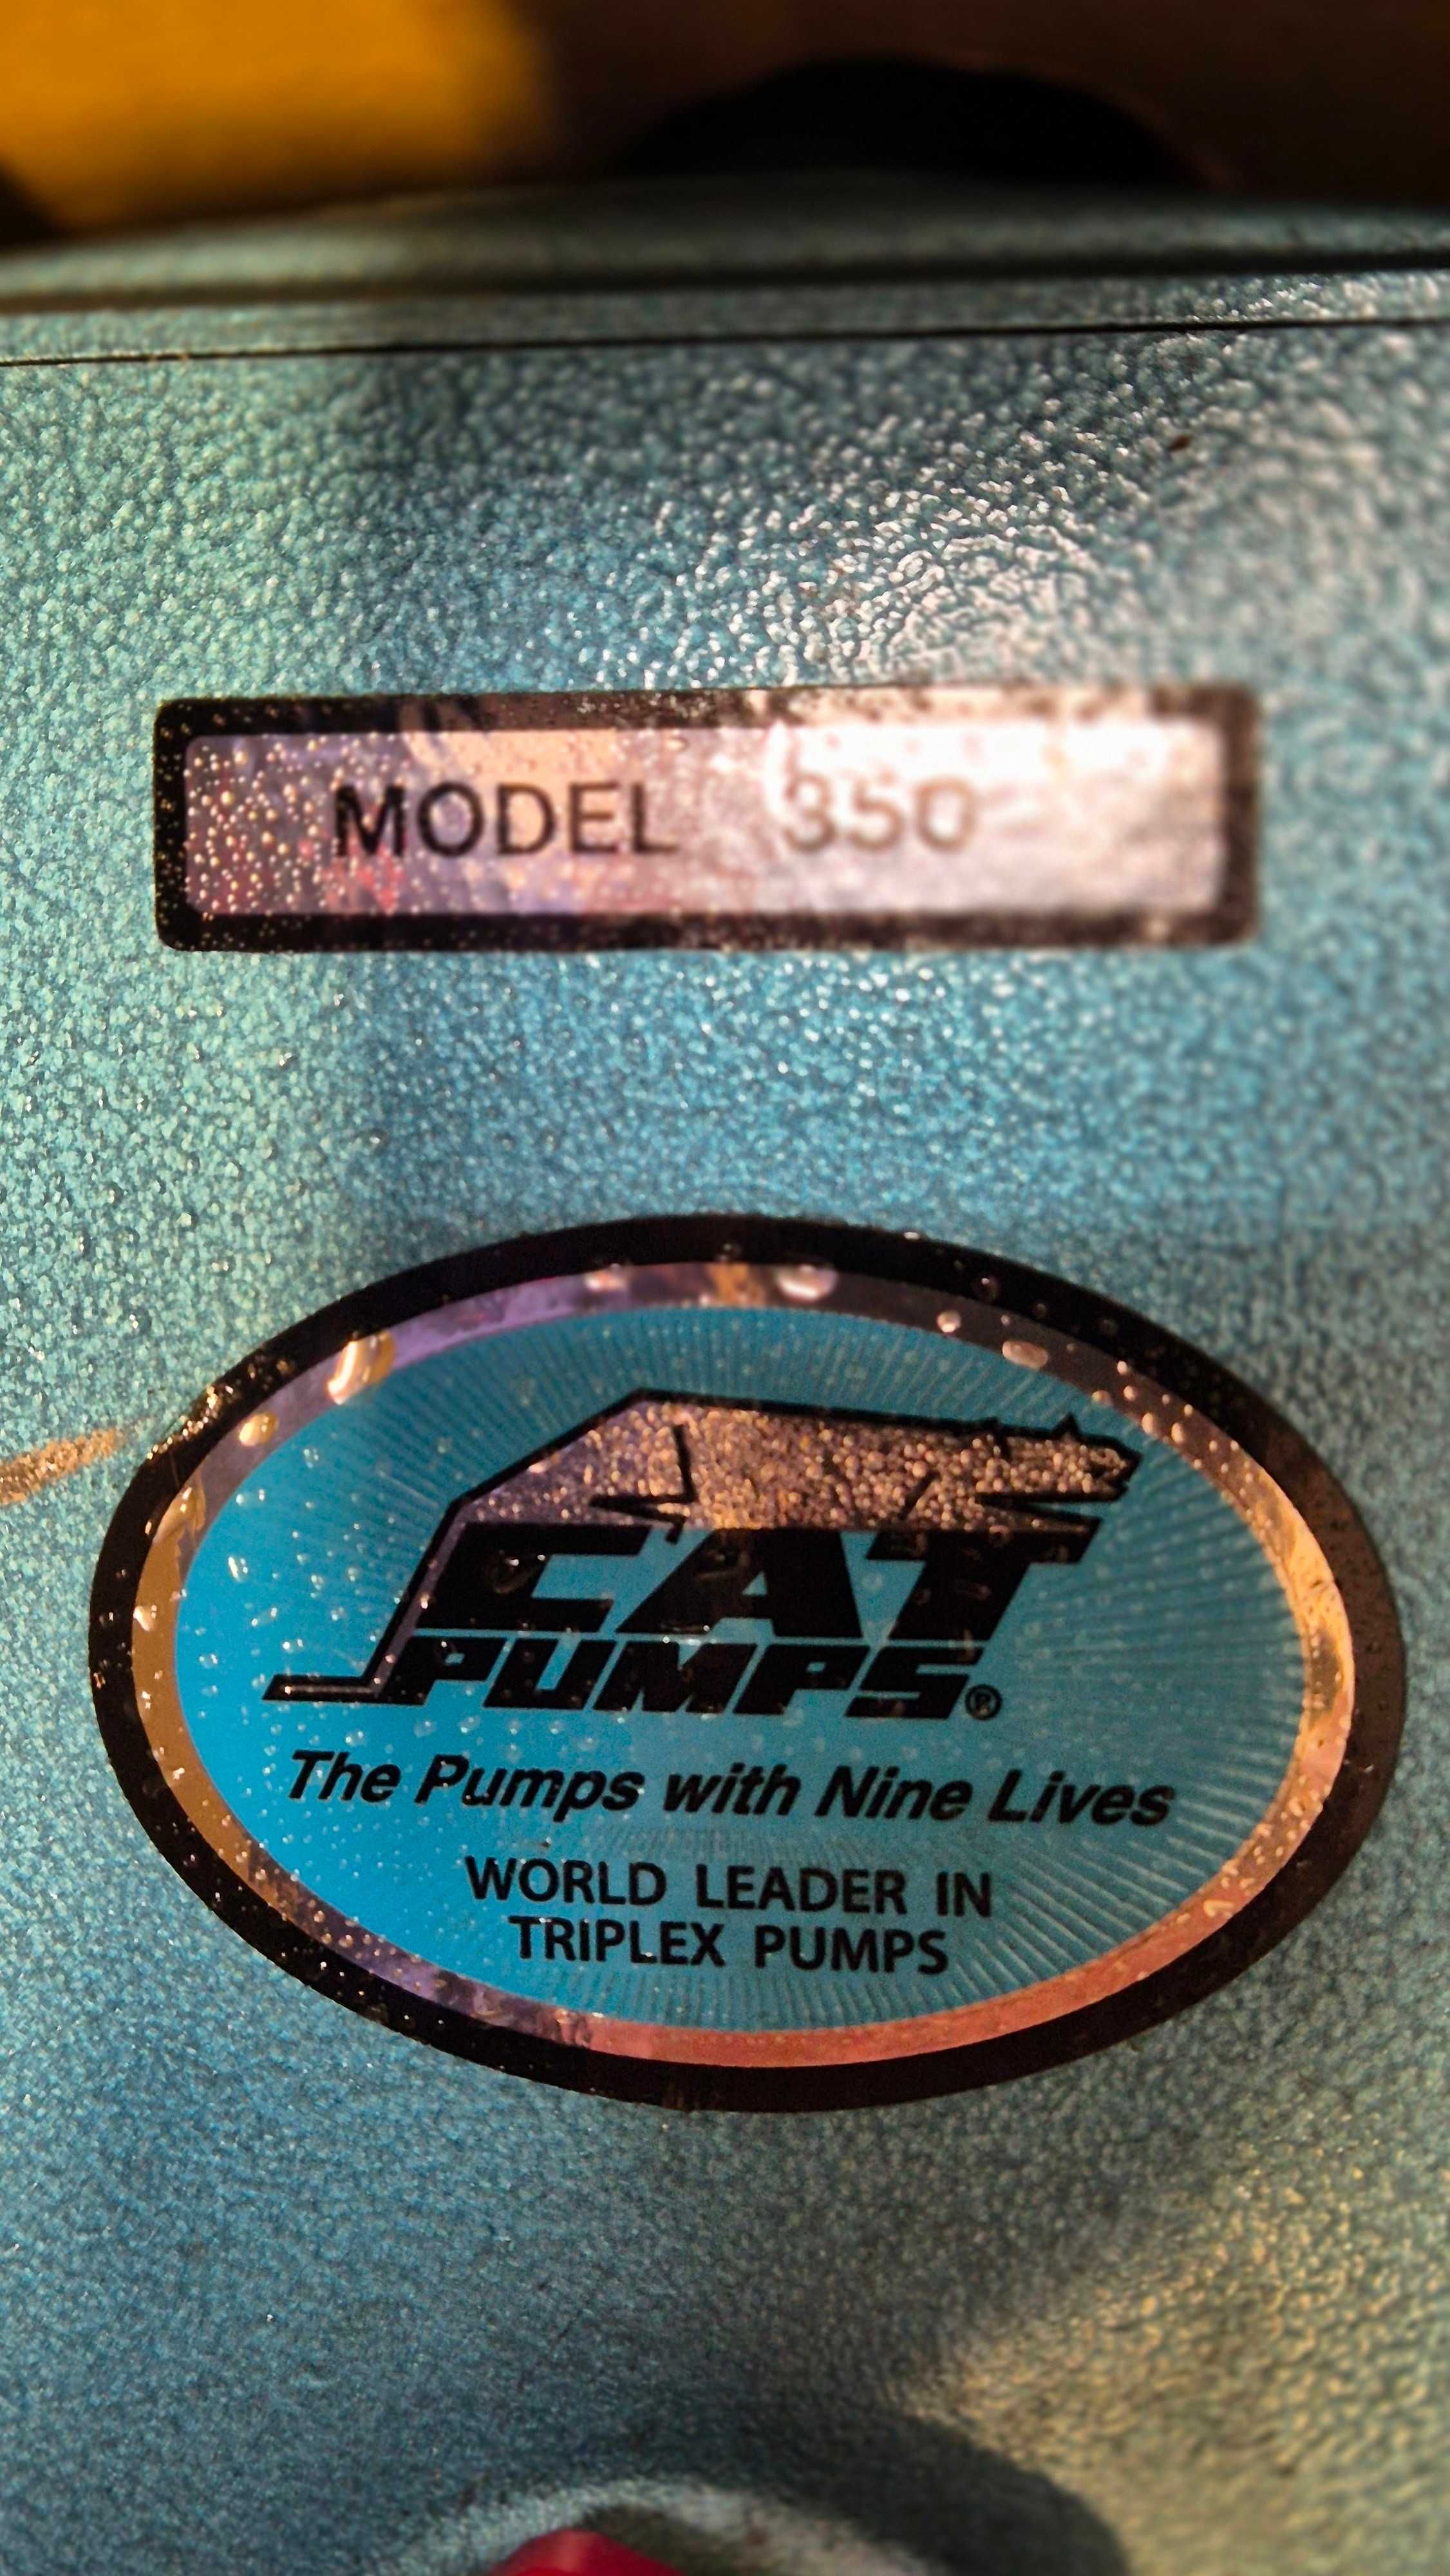 MODEL 350
CAT
PUMPS®
The Pumps with Nine Lives
WORLD LEADER IN
TRIPLEX PUMPS